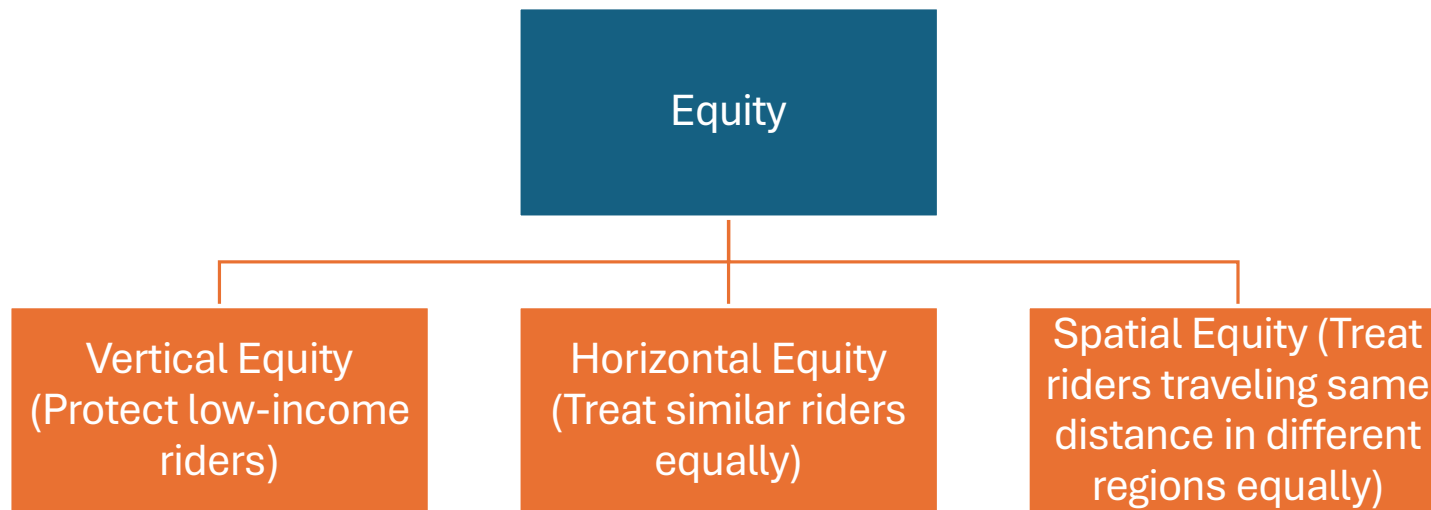 Equity
Vertical Equity
(Protect low-income
riders)
Horizontal Equity
(Treat similar riders
equally)
Spatial Equity (Treat
riders traveling same
distance in different
regions equally)